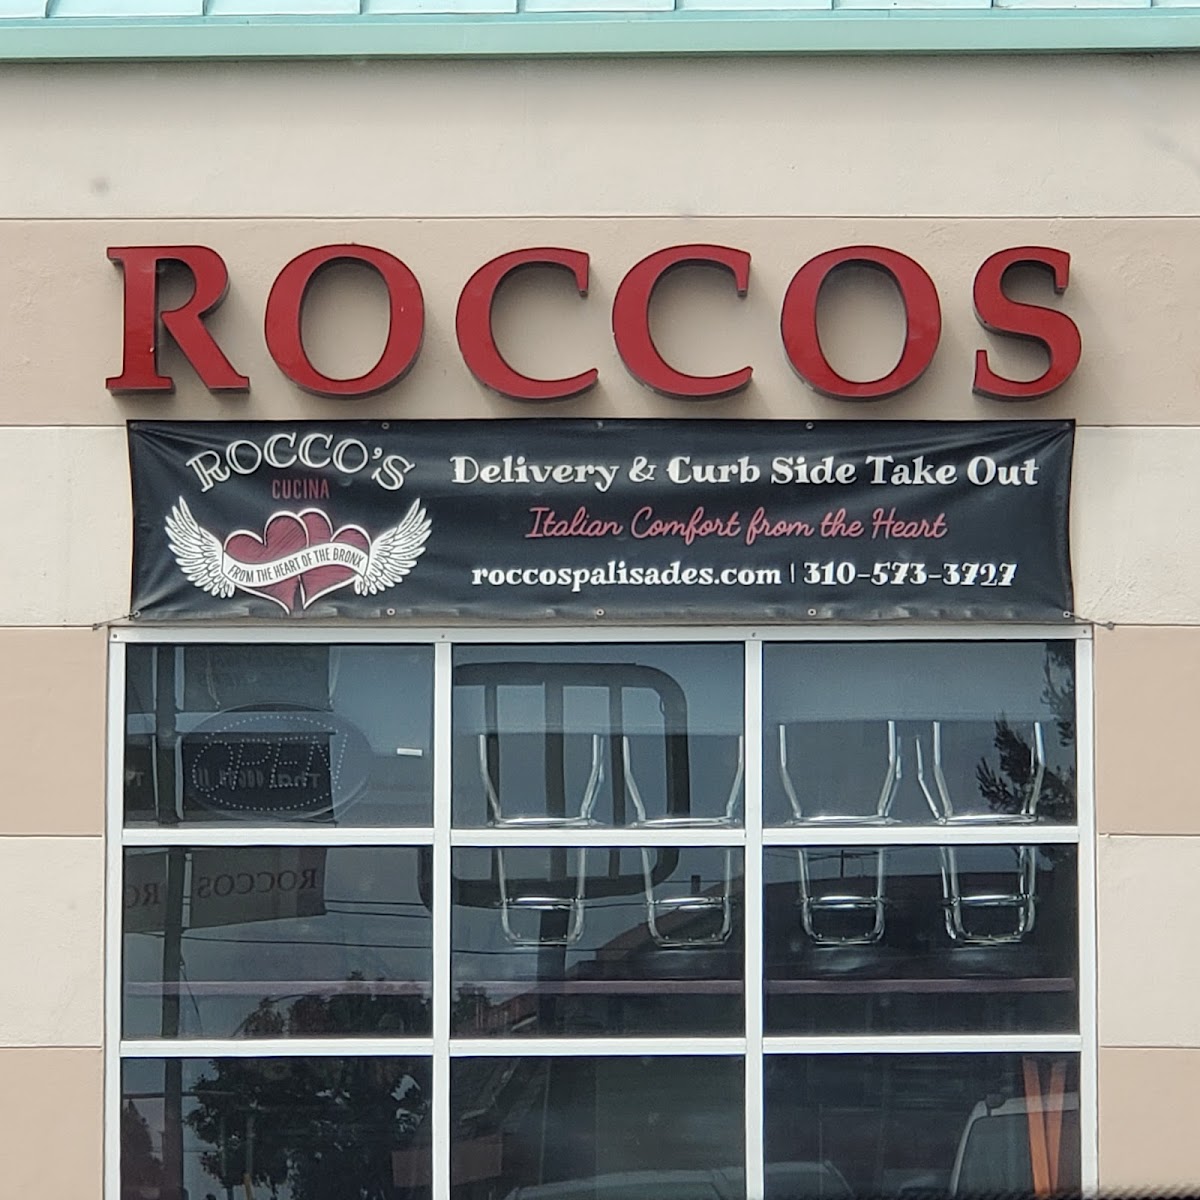 ROCCOS
ROCCO'S
CUCINA
FROM THE HEART OF THE BRONX
Delivery & Curb Side Take Out
Italian Comfort from the Heart
roccospalisades.com | 310-573-3727
OPEN
ROCCOS